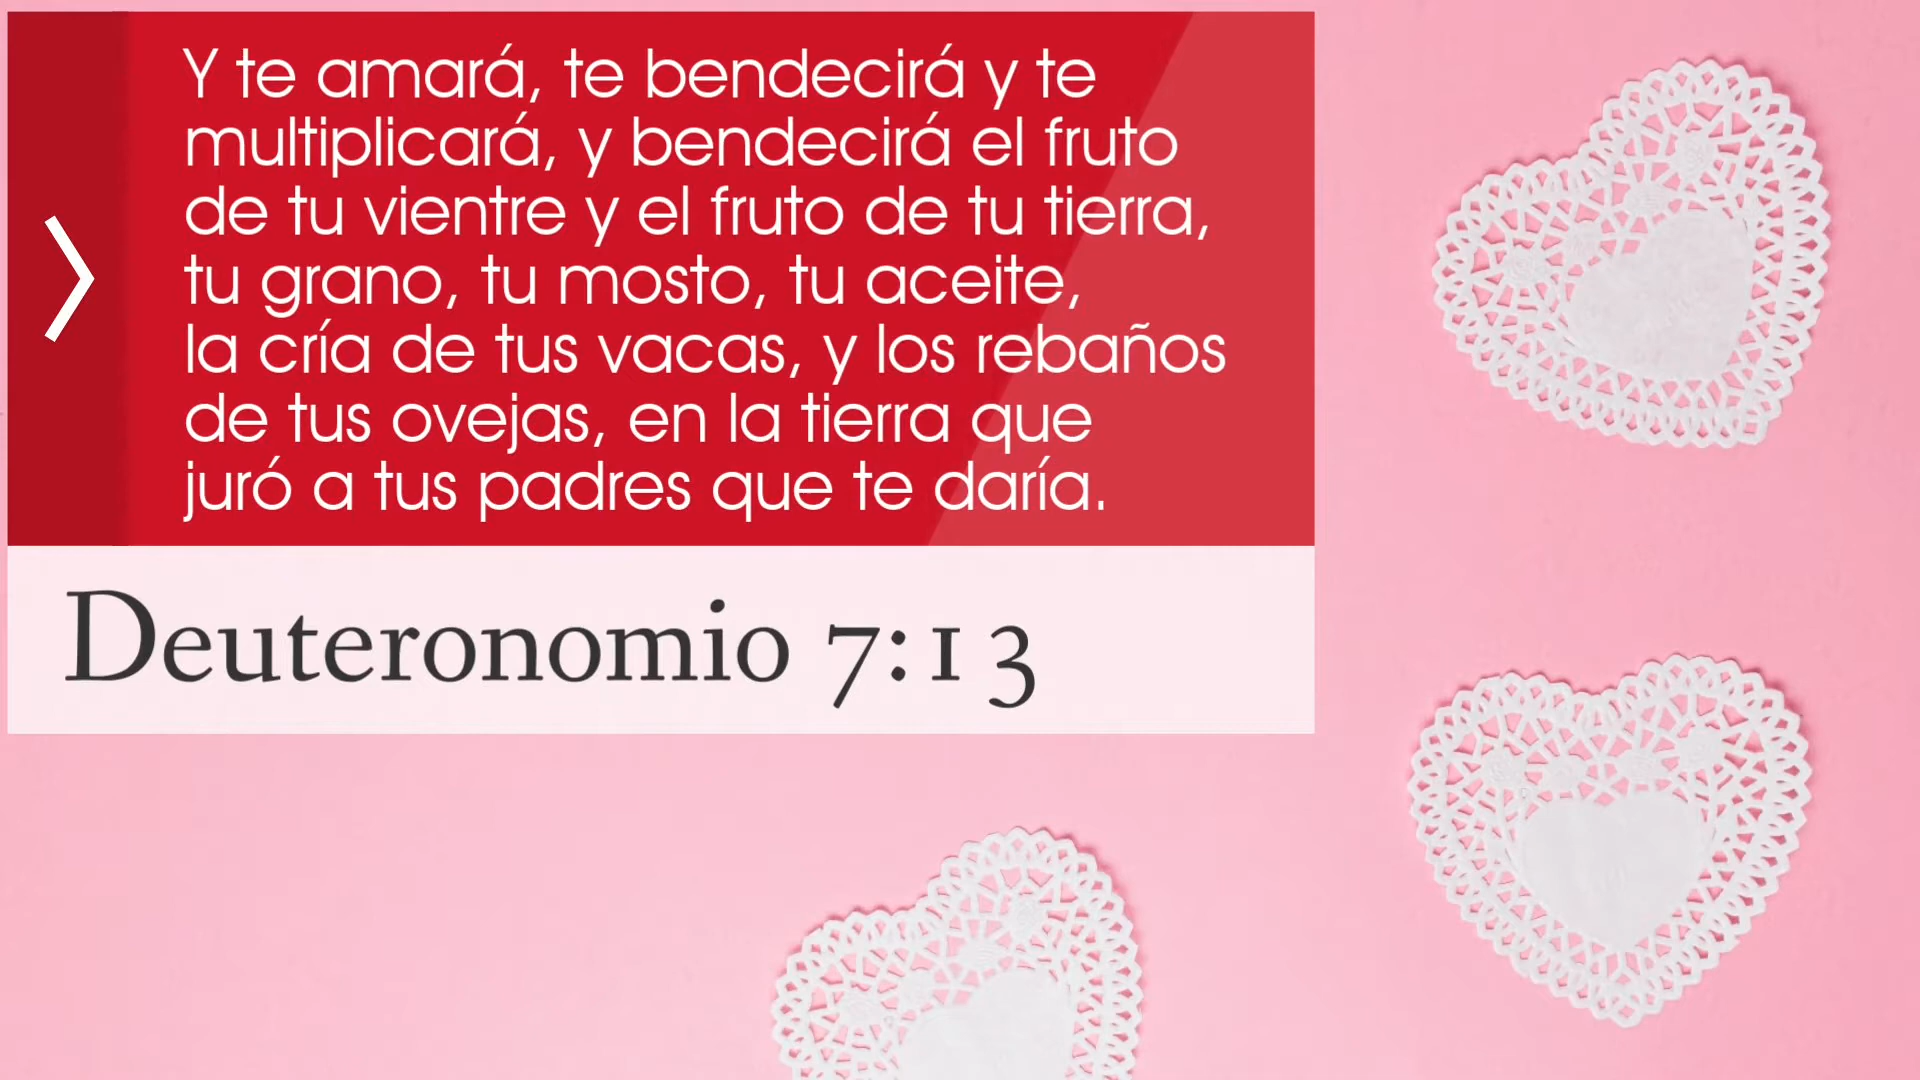 Y te amará, te bendecirá y te
multiplicará, y bendecirá el fruto
de tu vientre y el fruto de tu tierra,
tu grano, tu mosto, tu aceite,
la cría de tus vacas, y los rebaños
de tus ovejas, en la tierra que
juró a tus padres que te daría.
Deuteronomio 7:13